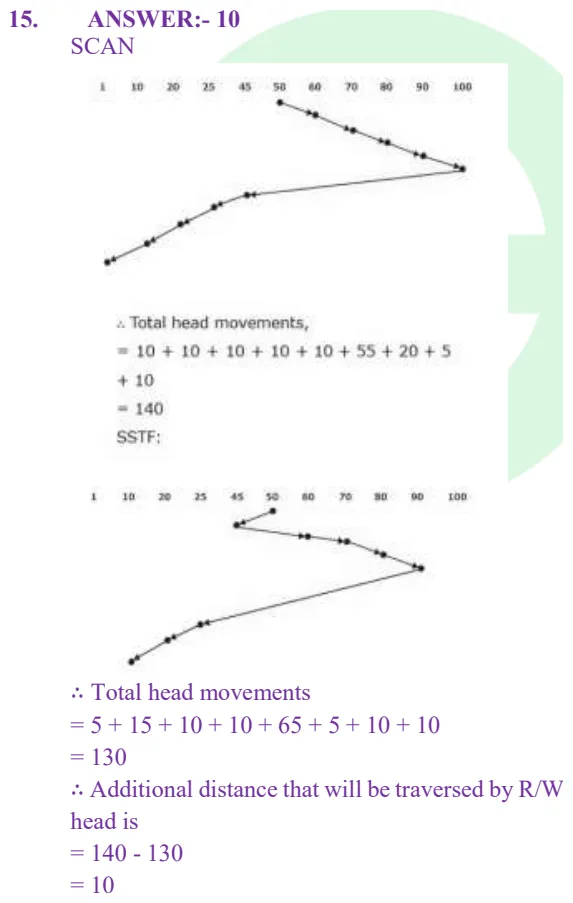 15. ANSWER:- 10
SCAN
1 10 20 25 45 50 60 70 80 90 100
∴ Total head movements,
= 10 + 10 + 10 + 10 + 10 + 55 + 20 + 5
+ 10
= 140
SSTF:
1 10 20 25 45 50 60 70 80 90 100
∴ Total head movements
= 5 + 15 + 10 + 10 + 65 + 5 + 10 + 10
= 130
∴ Additional distance that will be traversed by R/W
head is
= 140 - 130
= 10